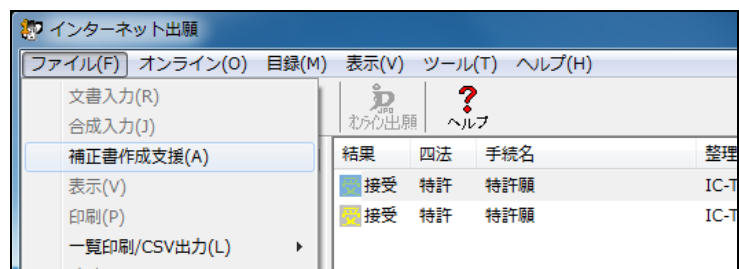 インターネット出願
ファイル(F) オンライン(O) 目録(M) 表示(V) ツール(T) ヘルプ(H)
文書入力(R)
合成入力(J)
補正書作成支援(A)
表示(V)
印刷(P)
一覧印刷/CSV出力(L)
JPO
オンライン出願 ヘルプ
結果 四法 手続名 整理
受 接受 特許 特許願 IC-T
受 接受 特許 特許願 IC-T